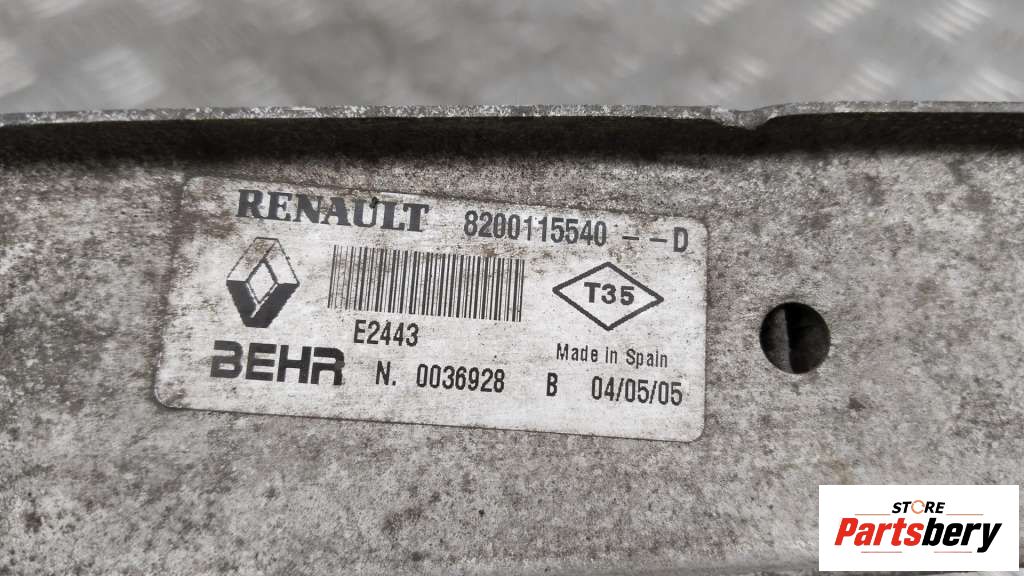 RENAULT 8200115540 -- D
T35
E2443
Made in Spain
BEHR N. 0036928 B 04/05/05
STORE
Partsbery